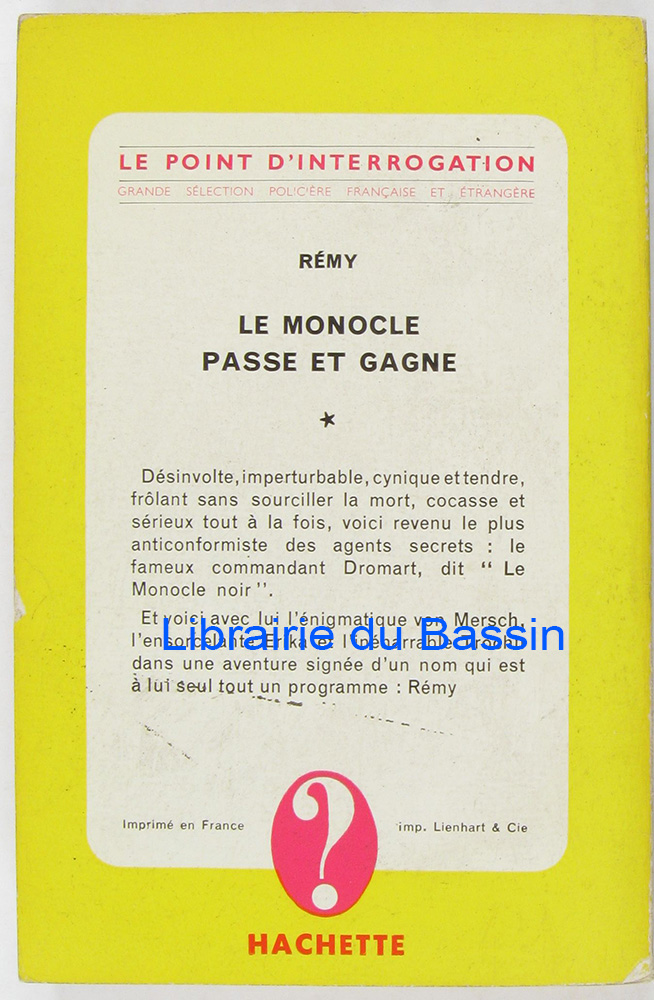 LE POINT D'INTERROGATION
GRANDE SÉLECTION POLICIÈRE FRANÇAISE ET ÉTRANGÈRE
RÉMY
LE MONOCLE
PASSE ET GAGNE
Désinvolte, imperturbable, cynique et tendre,
frôlant sans sourciller la mort, cocasse et
sérieux tout à la fois, voici revenu le plus
anticonformiste des agents secrets : le
fameux commandant Dromart, dit " Le
Monocle noir ".
Et voici avec lui l'énigmatique von Mersch,
l'ensorcelante Erika et l'inénarrable
Librairie du Bassin
dans une aventure signée d'un nom qui est
à lui seul tout un programme : Rémy
Imprimé en France
imp. Lienhart & Cie
?
HACHETTE